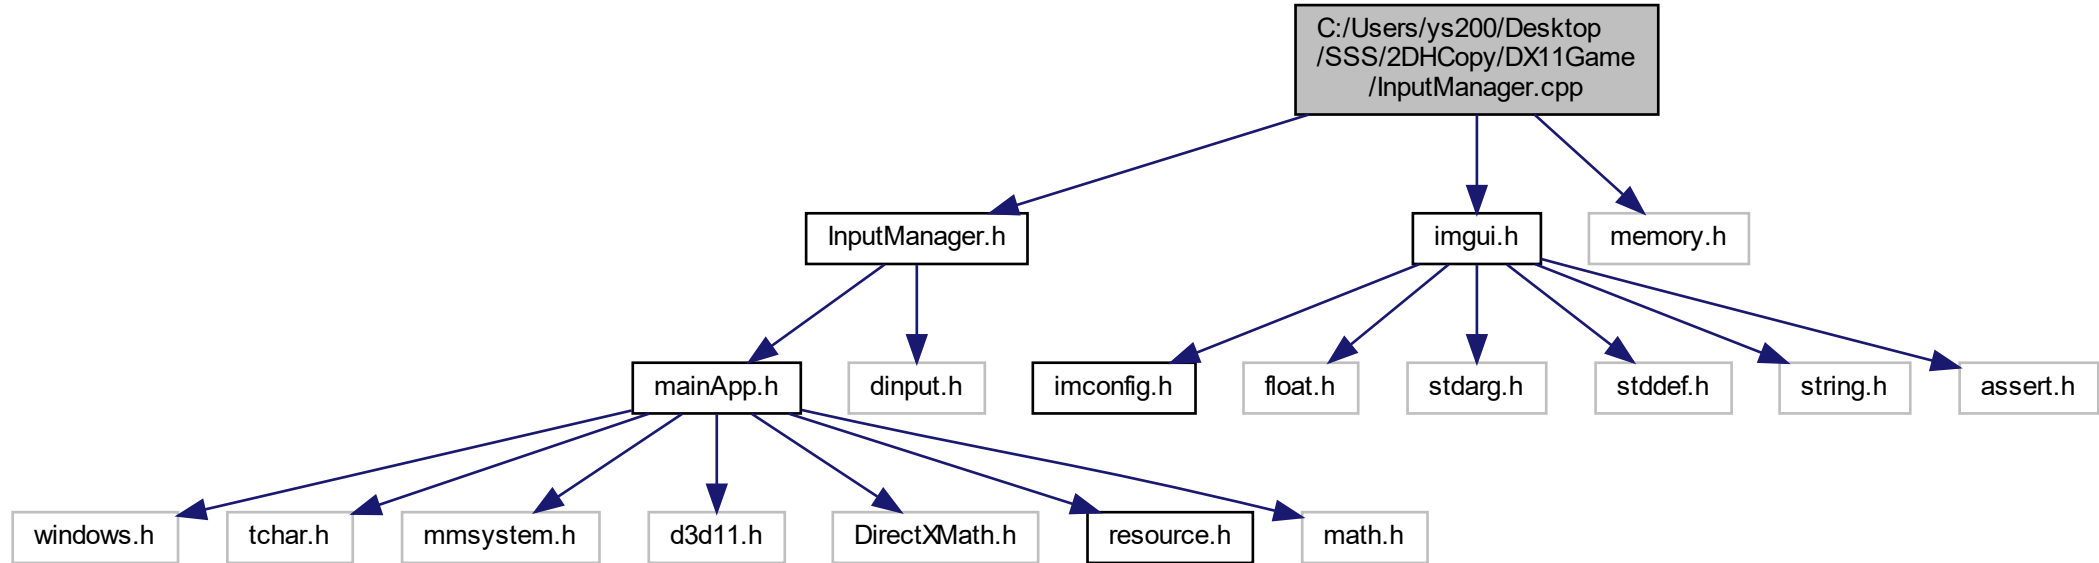 C:/Users/ys200/Desktop
/SSS/2DHCopy/DX11Game
/InputManager.cpp
InputManager.h
imgui.h
memory.h
mainApp.h
dinput.h
imconfig.h
float.h
stdarg.h
stddef.h
string.h
assert.h
windows.h
tchar.h
mmsystem.h
d3d11.h
DirectXMath.h
resource.h
math.h